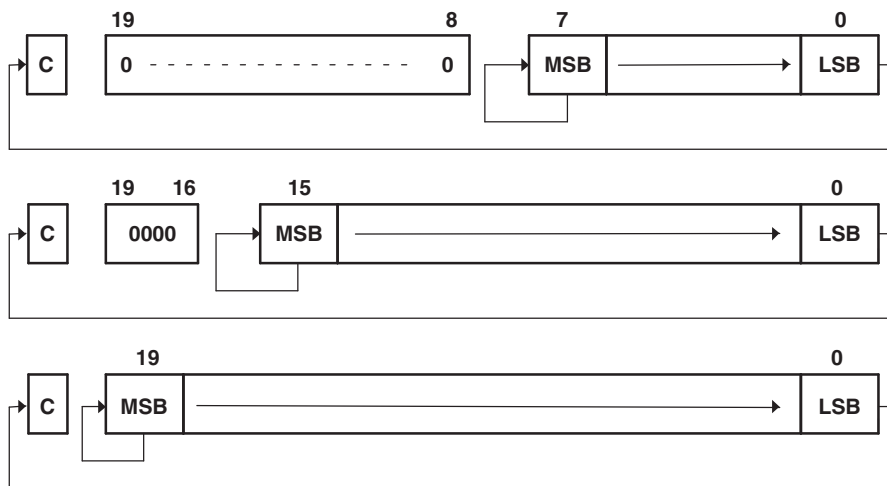 19 8 7 0
C 0 0 MSB LSB
19 16 15 0
C 0000 MSB LSB
19 0
C MSB LSB